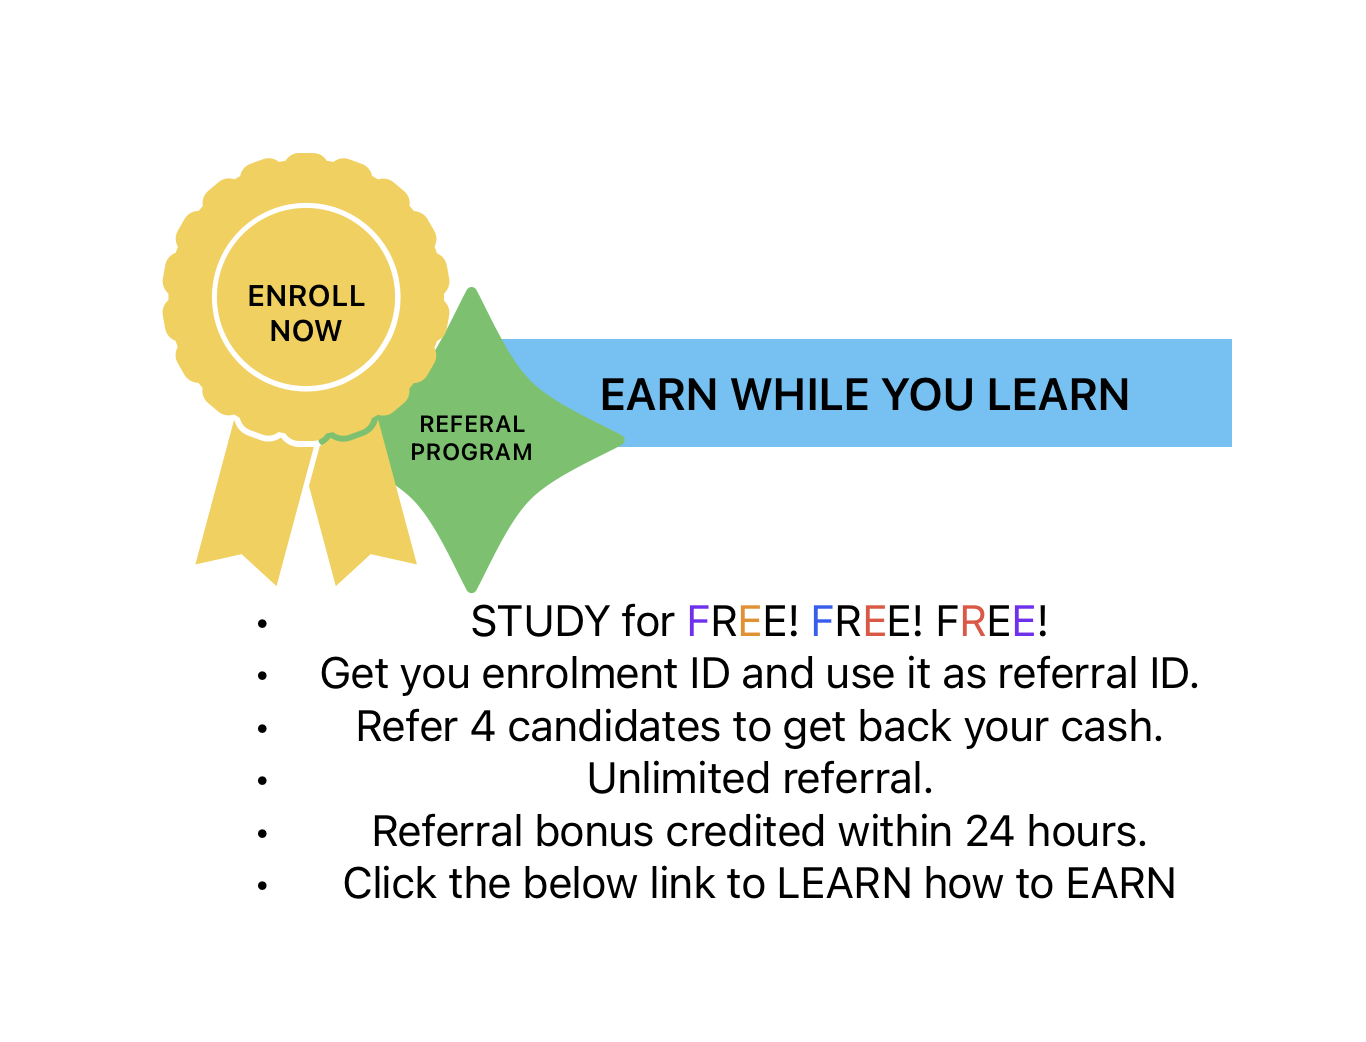 ENROLL
NOW
EARN WHILE YOU LEARN
REFERAL
PROGRAM
• STUDY for FREE! FREE! FREE!
• Get you enrolment ID and use it as referral ID.
• Refer 4 candidates to get back your cash.
• Unlimited referral.
• Referral bonus credited within 24 hours.
• Click the below link to LEARN how to EARN